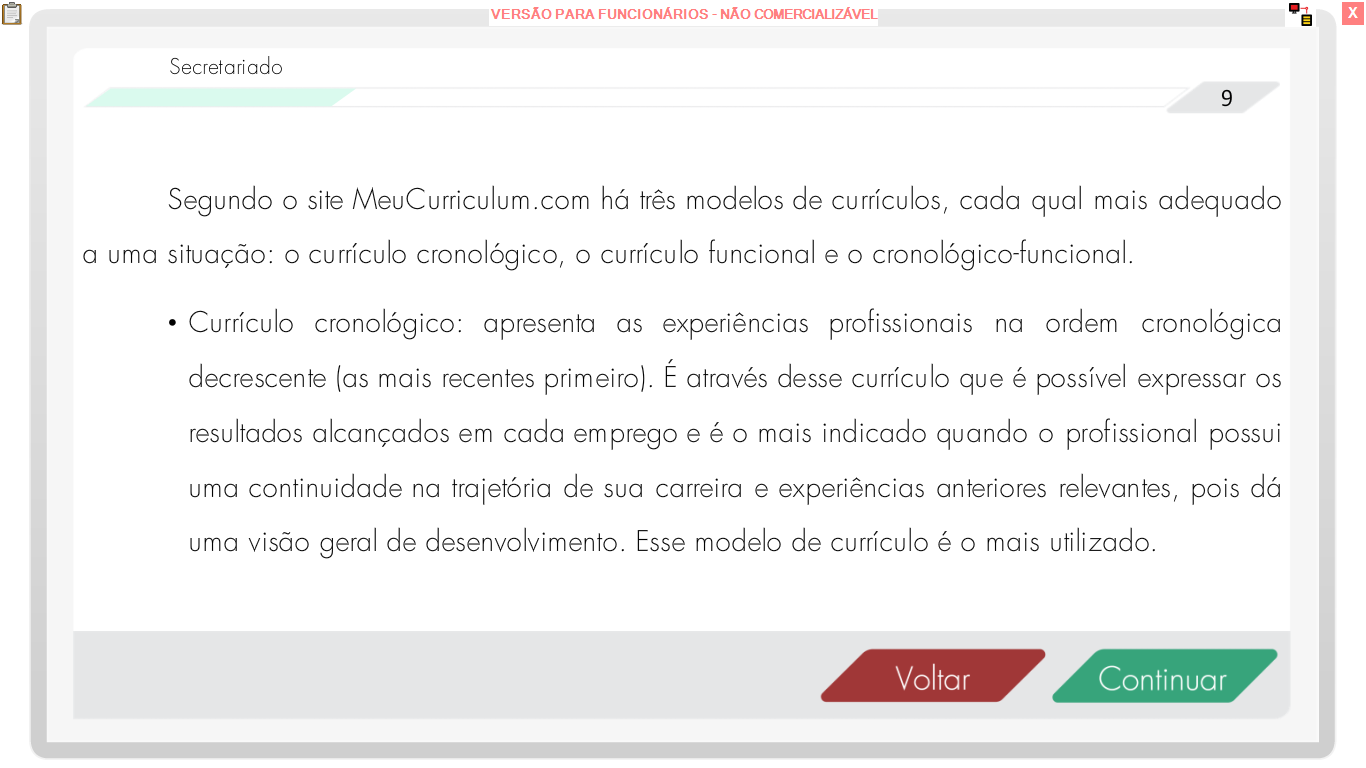 VERSÃO PARA FUNCIONÁRIOS - NÃO COMERCIALIZÁVEL
X
Secretariado
9
Segundo o site MeuCurriculum.com há três modelos de currículos, cada qual mais adequado
a uma situação: o currículo cronológico, o currículo funcional e o cronológico-funcional.
• Currículo cronológico: apresenta as experiências profissionais na ordem cronológica
decrescente (as mais recentes primeiro). É através desse currículo que é possível expressar os
resultados alcançados em cada emprego e é o mais indicado quando o profissional possui
uma continuidade na trajetória de sua carreira e experiências anteriores relevantes, pois dá
uma visão geral de desenvolvimento. Esse modelo de currículo é o mais utilizado.
Voltar
Continuar